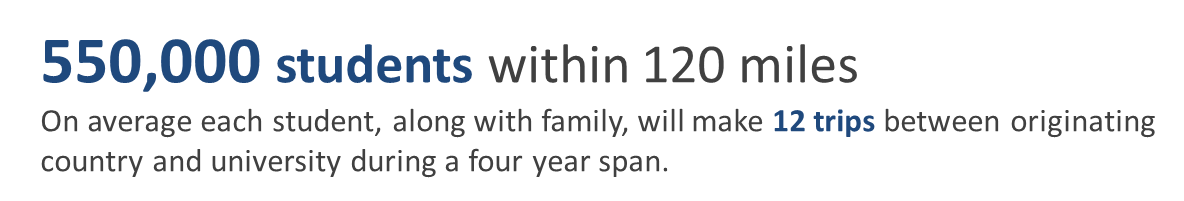 550,000 students within 120 miles
On average each student, along with family, will make 12 trips between originating
country and university during a four year span.